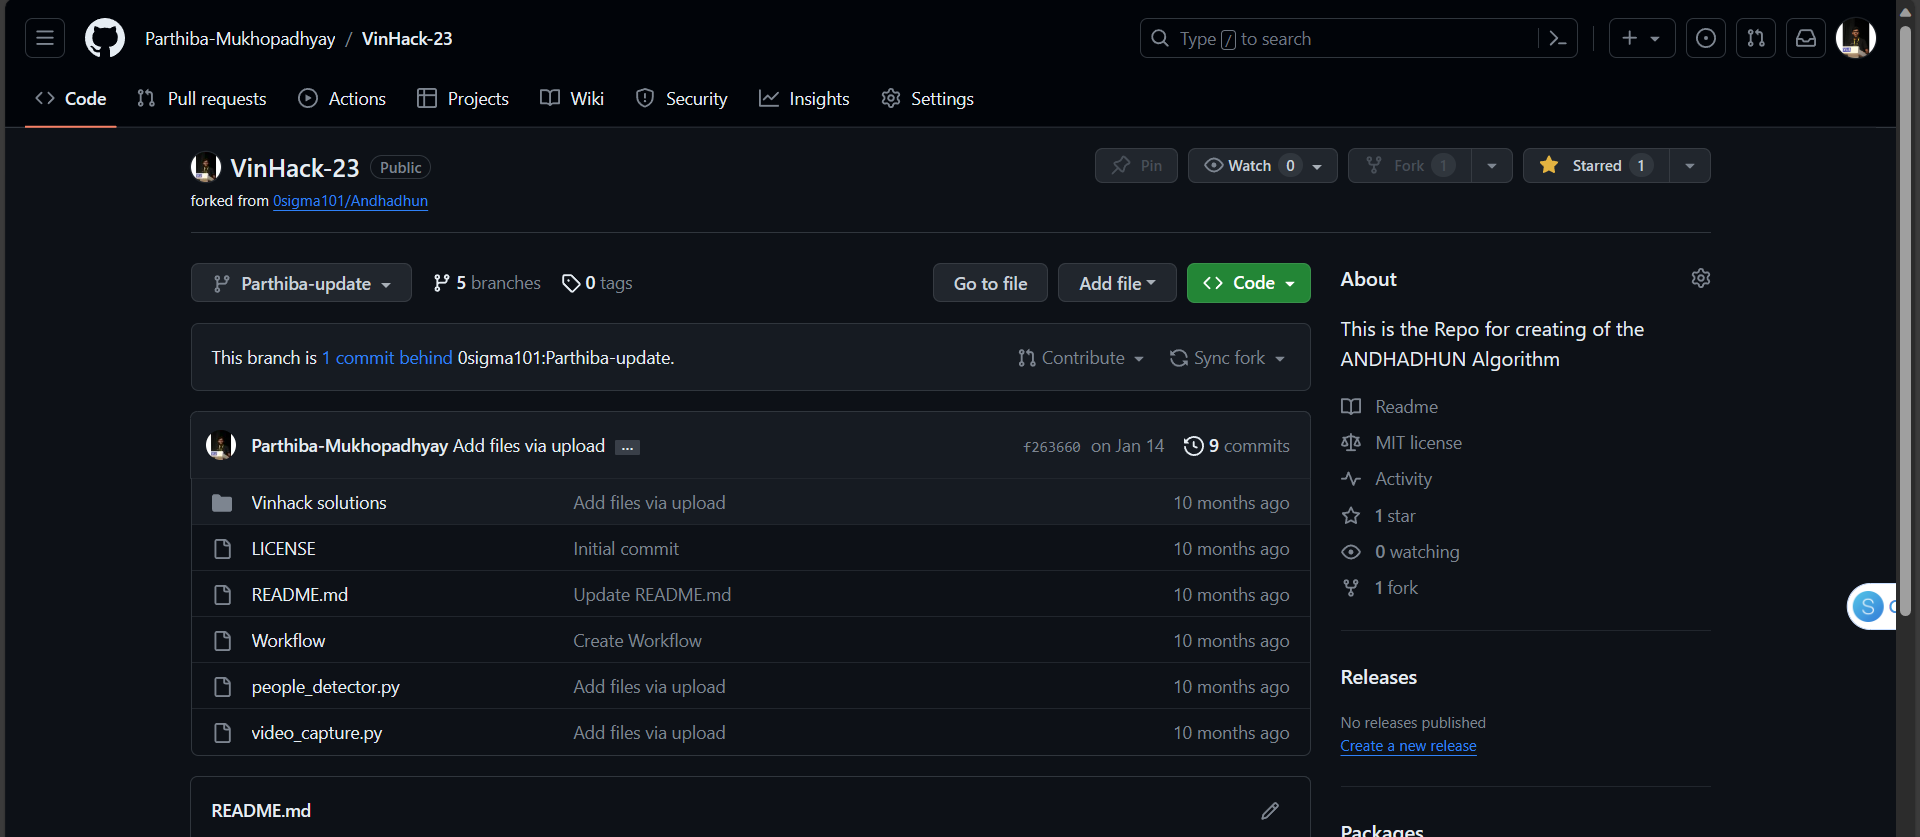 Parthiba-Mukhopadhyay / VinHack-23
Type / to search
Code Pull requests Actions Projects Wiki Security Insights Settings
VinHack-23 Public
Pin Watch 0 Fork 1 Starred 1
forked from 0sigma101/Andhadhun
Parthiba-update 5 branches 0 tags Go to file Add file Code
This branch is 1 commit behind 0sigma101:Parthiba-update. Contribute Sync fork
Parthiba-Mukhopadhyay Add files via upload ... f263660 on Jan 14 9 commits
Vinhack solutions Add files via upload 10 months ago
LICENSE Initial commit 10 months ago
README.md Update README.md 10 months ago
Workflow Create Workflow 10 months ago
people_detector.py Add files via upload 10 months ago
video_capture.py Add files via upload 10 months ago
README.md
About
This is the Repo for creating of the
ANDHADHUN Algorithm
Readme
MIT license
Activity
1 star
0 watching
1 fork
S
Releases
No releases published
Create a new release
Packages